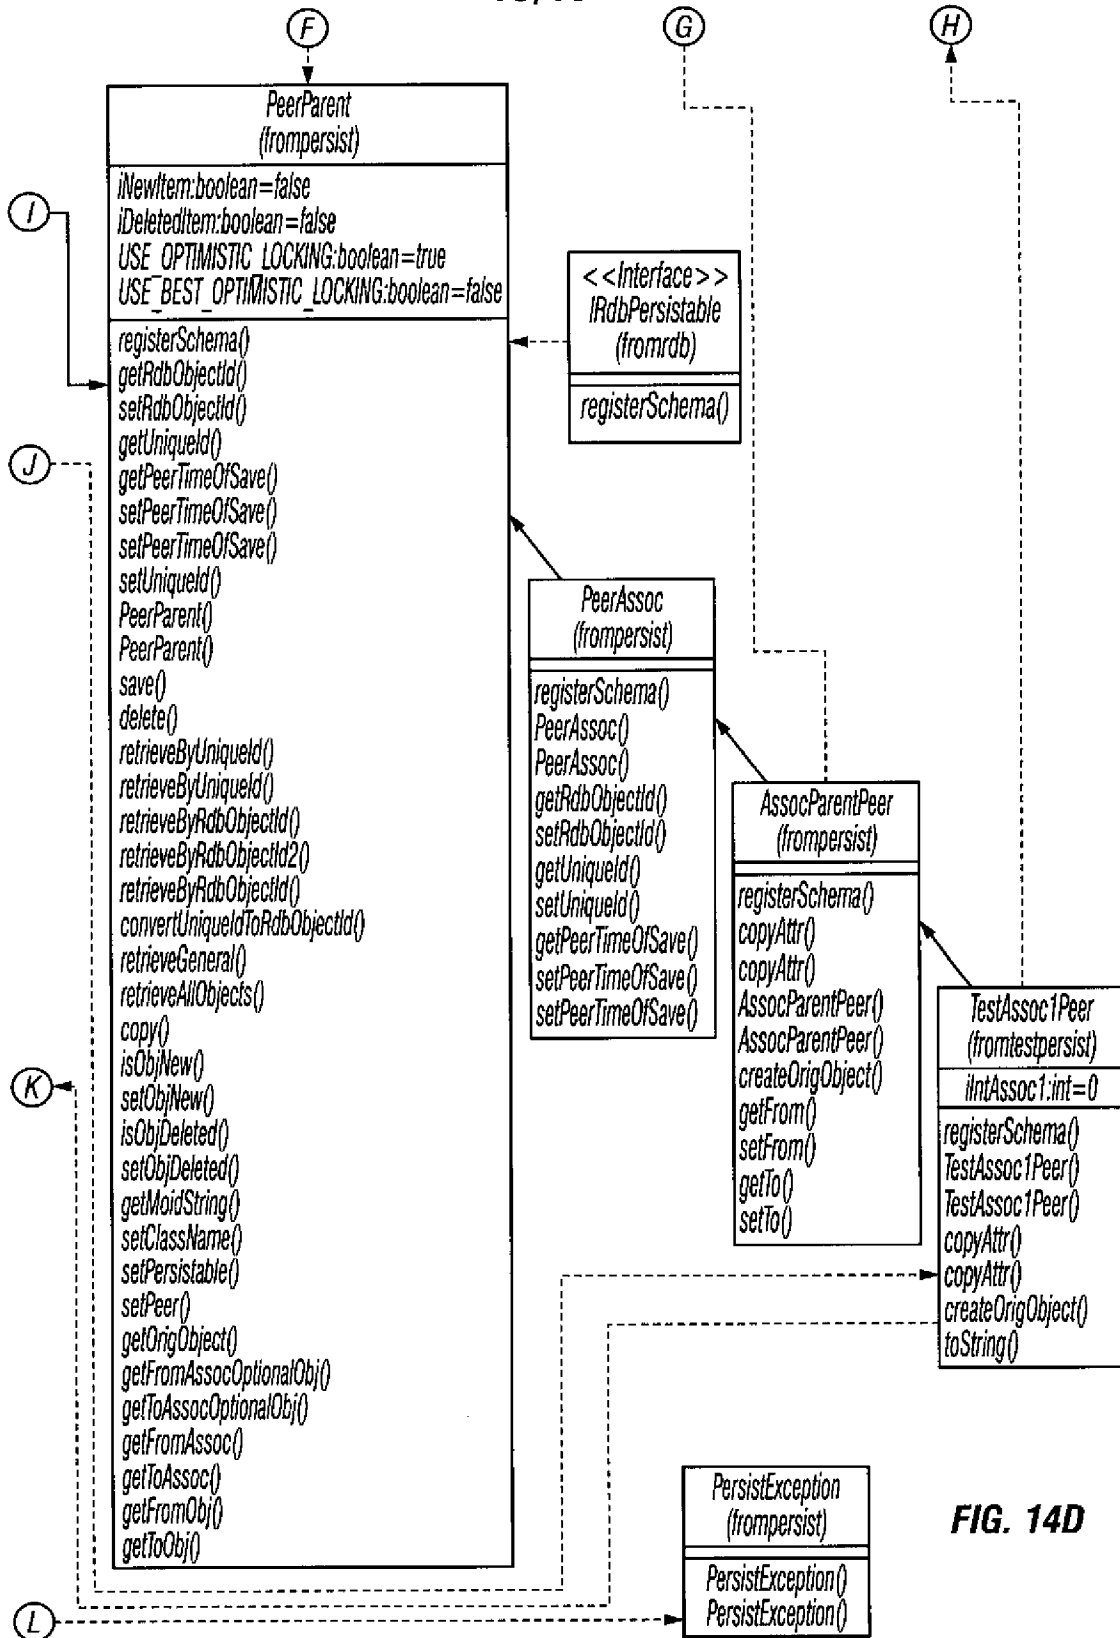 F
G
H
PeerParent
(frompersist)
iNewItem:boolean=false
iDeletedItem:boolean=false
USE_OPTIMISTIC_LOCKING:boolean=true
USE_BEST_OPTIMISTIC_LOCKING:boolean=false
registerSchema()
getRdbObjectId()
setRdbObjectId()
getUniqueId()
getPeerTimeOfSave()
setPeerTimeOfSave()
setPeerTimeOfSave()
setUniqueId()
PeerParent()
PeerParent()
save()
delete()
retrieveByUniqueId()
retrieveByUniqueId()
retrieveByRdbObjectId()
retrieveByRdbObjectId2()
retrieveByRdbObjectId()
convertUniqueIdToRdbObjectId()
retrieveGeneral()
retrieveAllObjects()
copy()
isObjNew()
setObjNew()
isObjDeleted()
setObjDeleted()
getMoidString()
setClassName()
setPersistable()
setPeer()
getOrigObject()
getFromAssocOptionalObj()
getToAssocOptionalObj()
getFromAssoc()
getToAssoc()
getFromObj()
getToObj()
I
J
K
L
<<Interface>>
IRdbPersistable
(fromrdb)
registerSchema()
PeerAssoc
(frompersist)
registerSchema()
PeerAssoc()
PeerAssoc()
getRdbObjectId()
setRdbObjectId()
getUniqueId()
setUniqueId()
getPeerTimeOfSave()
setPeerTimeOfSave()
setPeerTimeOfSave()
AssocParentPeer
(frompersist)
registerSchema()
copyAttr()
copyAttr()
AssocParentPeer()
AssocParentPeer()
createOrigObject()
getFrom()
setFrom()
getTo()
setTo()
TestAssoc1Peer
(fromtestpersist)
iIntAssoc1:int=0
registerSchema()
TestAssoc1Peer()
TestAssoc1Peer()
copyAttr()
copyAttr()
createOrigObject()
toString()
PersistException
(frompersist)
PersistException()
PersistException()
FIG. 14D